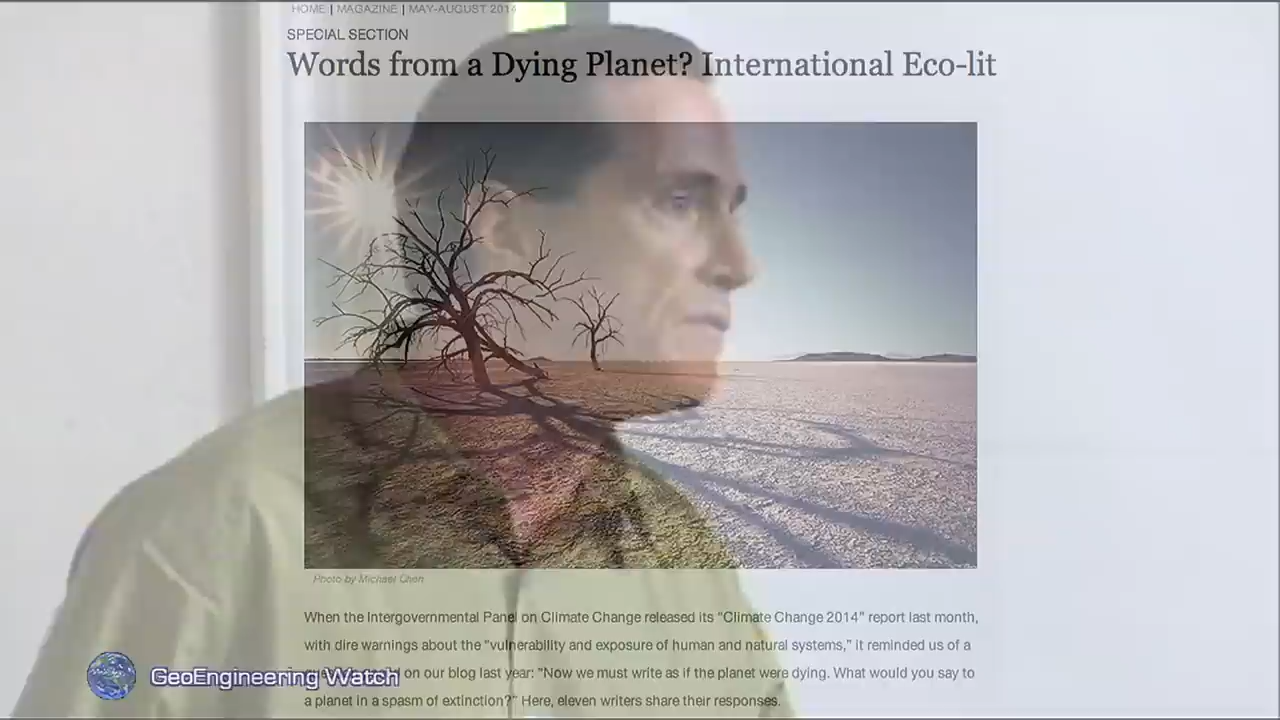 HOME | MAGAZINE | MAY-AUGUST 2014
SPECIAL SECTION
Words from a Dying Planet? International Eco-lit
Photo by Michael Chen
When the Intergovernmental Panel on Climate Change released its “Climate Change 2014” report last month,
with dire warnings about the “vulnerability and exposure of human and natural systems,” it reminded us of a
on our blog last year: “Now we must write as if the planet were dying. What would you say to
a planet in a spasm of extinction?” Here, eleven writers share their responses.
GeoEngineering Watch